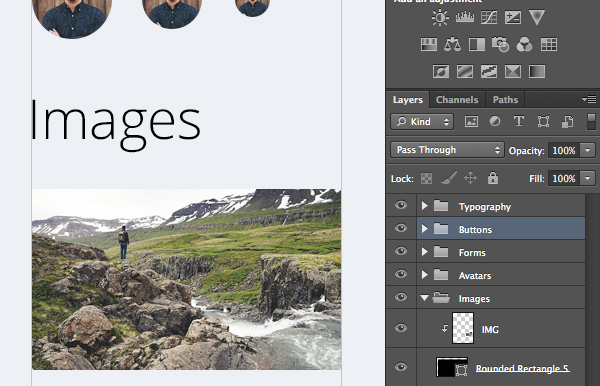 Add an adjustment
Images
Layers Channels Paths
Kind
Pass Through Opacity: 100%
Lock: Fill: 100%
Typography
Buttons
Forms
Avatars
Images
IMG
Rounded Rectangle 5